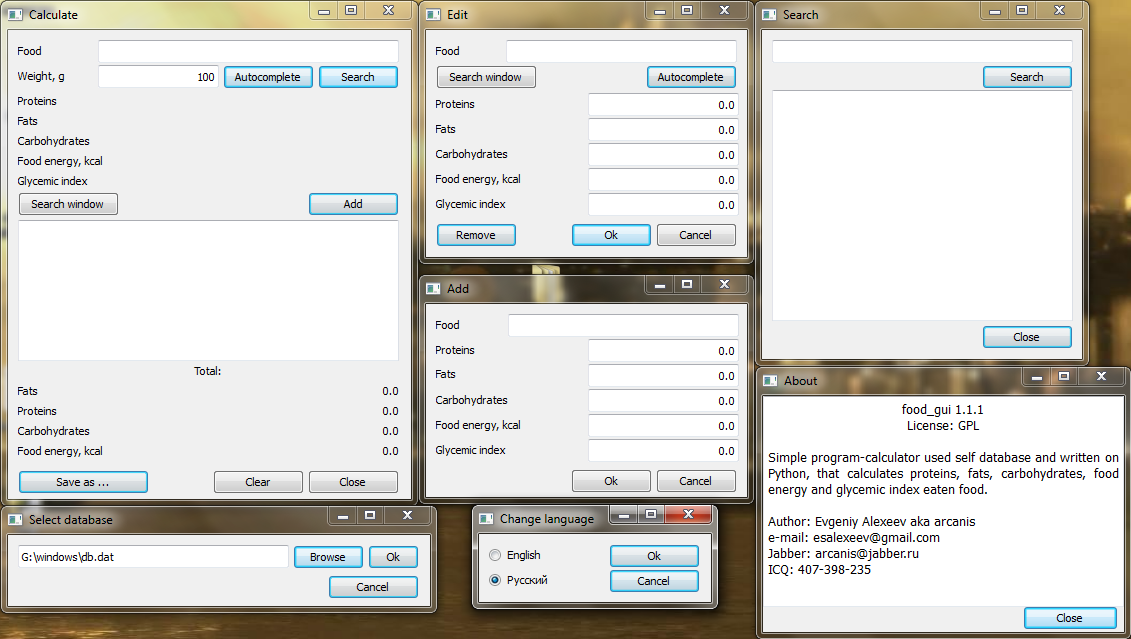 Calculate
Food
Weight, g 100 Autocomplete Search
Proteins
Fats
Carbohydrates
Food energy, kcal
Glycemic index
Search window Add
Total:
Fats 0.0
Proteins 0.0
Carbohydrates 0.0
Food energy, kcal 0.0
Save as ... Clear Close
Edit
Food
Search window Autocomplete
Proteins 0.0
Fats 0.0
Carbohydrates 0.0
Food energy, kcal 0.0
Glycemic index 0.0
Remove Ok Cancel
Search
Search
Close
Add
Food
Proteins 0.0
Fats 0.0
Carbohydrates 0.0
Food energy, kcal 0.0
Glycemic index 0.0
Ok Cancel
About
food_gui 1.1.1
License: GPL
Simple program-calculator used self database and written on
Python, that calculates proteins, fats, carbohydrates, food
energy and glycemic index eaten food.
Author: Evgeniy Alexeev aka arcanis
e-mail: esalexeev@gmail.com
Jabber: arcanis@jabber.ru
ICQ: 407-398-235
Close
Select database
G:\windows\db.dat Browse Ok
Cancel
Change language
English Ok
Русский Cancel